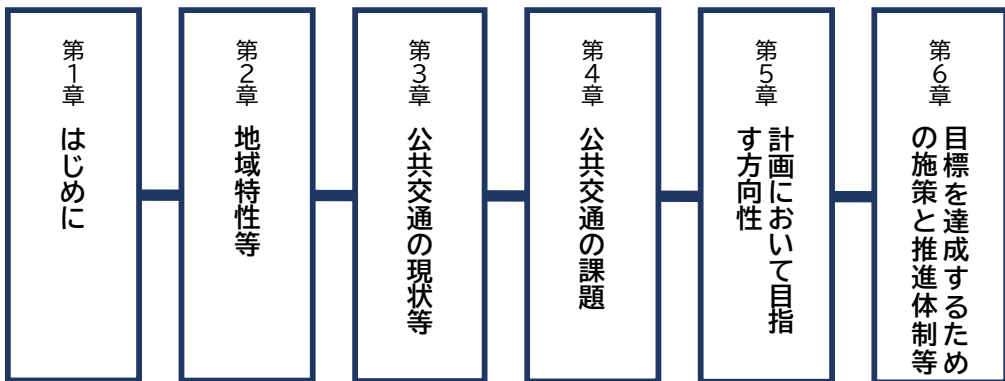 第1章 はじめに
第2章 地域特性等
第3章 公共交通の現状等
第4章 公共交通の課題
第5章 計画において目指
す方向性
第6章 目標を達成するため
の施策と推進体制等